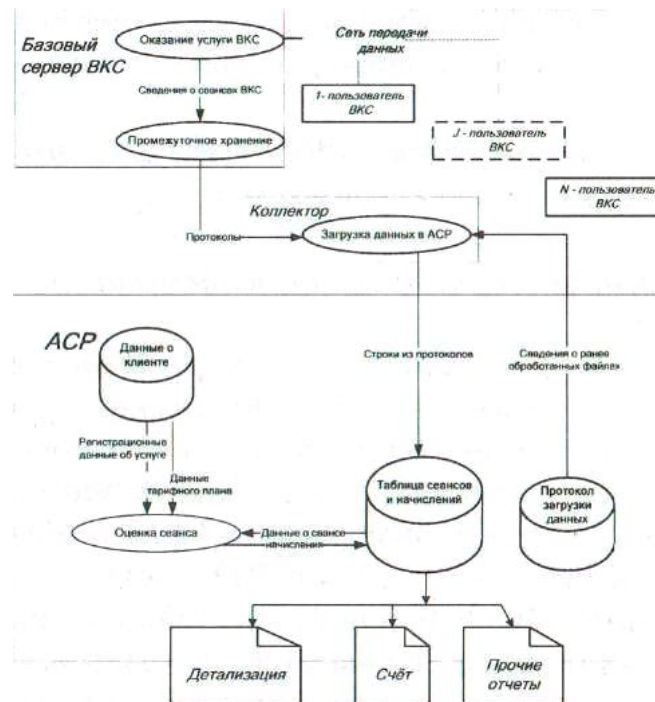 Базовый
сервер ВКС
Оказание услуги ВКС
Сеть передачи
данных
Сведения о сеансах ВКС
1- пользователь
ВКС
Промежуточное хранение
J - пользователь
ВКС
N - пользователь
ВКС
Коллектор
Протоколы
Загрузка данных в АСР
АСР
Данные о
клиенте
Строки из протоколов
Сведения о ранее
обработанных файлах
Регистрационные
данные об услуге
Данные
тарифного плана
Таблица сеансов
и начислений
Протокол
загрузки
данных
Оценка сеанса
Данные о сеансе
начисления
Детализация
Счёт
Прочие
отчеты